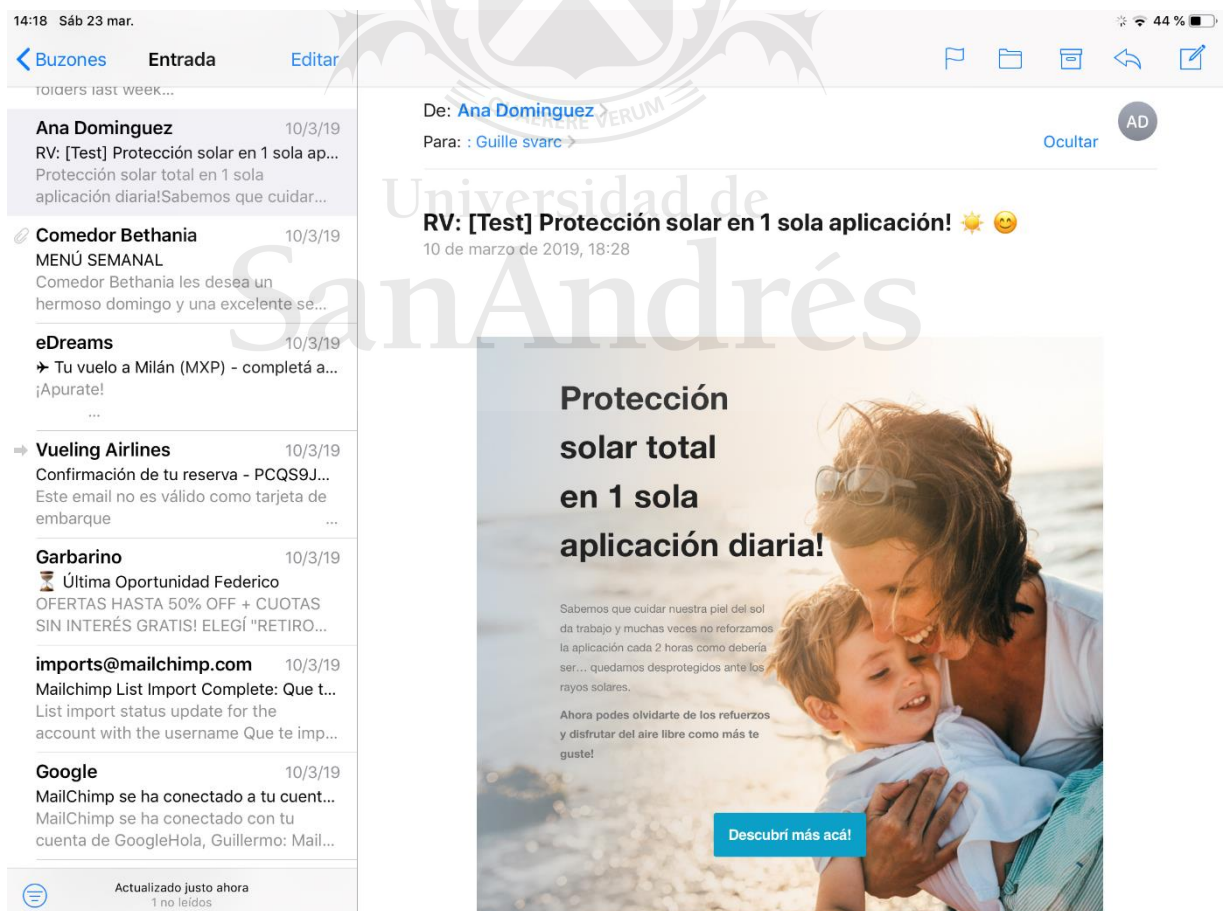 14:18 Sáb 23 mar.
44 %
Buzones
Entrada
Editar
folders last week...
Ana Dominguez 10/3/19
RV: [Test] Protección solar en 1 sola ap...
Protección solar total en 1 sola
aplicación diaria!Sabemos que cuidar...
Comedor Bethania 10/3/19
MENÚ SEMANAL
Comedor Bethania les desea un
hermoso domingo y una excelente se...
eDreams 10/3/19
✈ Tu vuelo a Milán (MXP) - completá a...
¡Apurate!
...
Vueling Airlines 10/3/19
Confirmación de tu reserva - PCQS9J...
Este email no es válido como tarjeta de
embarque ...
Garbarino 10/3/19
⏳ Última Oportunidad Federico
OFERTAS HASTA 50% OFF + CUOTAS
SIN INTERÉS GRATIS! ELEGÍ "RETIRO...
imports@mailchimp.com 10/3/19
Mailchimp List Import Complete: Que t...
List import status update for the
account with the username Que te imp...
Google 10/3/19
MailChimp se ha conectado a tu cuent...
MailChimp se ha conectado con tu
cuenta de GoogleHola, Guillermo: Mail...
Actualizado justo ahora
1 no leídos
De: Ana Dominguez
AD
Para: : Guille svarc
Ocultar
QUAERERE VERUM
Universidad de
SanAndrés
RV: [Test] Protección solar en 1 sola aplicación! ☀️ 😊
10 de marzo de 2019, 18:28
Protección
solar total
en 1 sola
aplicación diaria!
Sabemos que cuidar nuestra piel del sol
da trabajo y muchas veces no reforzamos
la aplicación cada 2 horas como debería
ser... quedamos desprotegidos ante los
rayos solares.
Ahora podes olvidarte de los refuerzos
y disfrutar del aire libre como más te
guste!
Descubrí más acá!